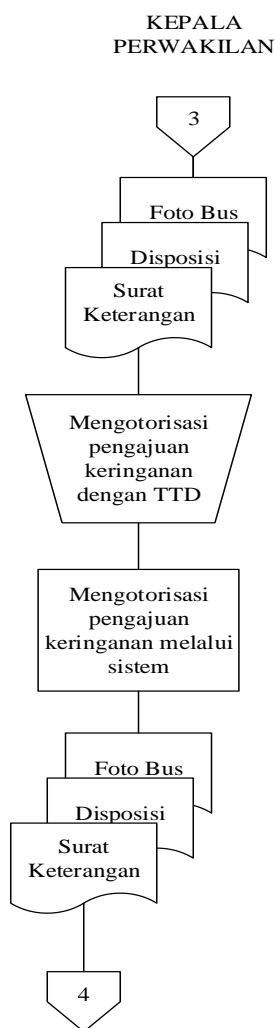 KEPALA
PERWAKILAN
3
Foto Bus
Disposisi
Surat
Keterangan
Mengotorisasi
pengajuan
keringanan
dengan TTD
Mengotorisasi
pengajuan
keringanan melalui
sistem
Foto Bus
Disposisi
Surat
Keterangan
4